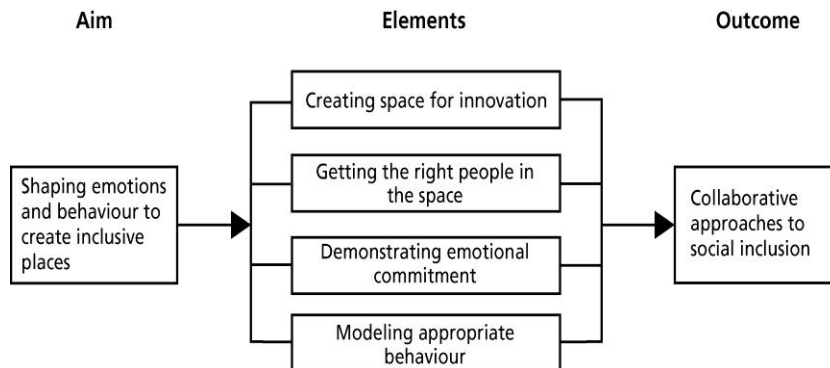 Aim
Elements
Outcome
Shaping emotions
and behaviour to
create inclusive
places
Creating space for innovation
Getting the right people in
the space
Demonstrating emotional
commitment
Modeling appropriate
behaviour
Collaborative
approaches to
social inclusion